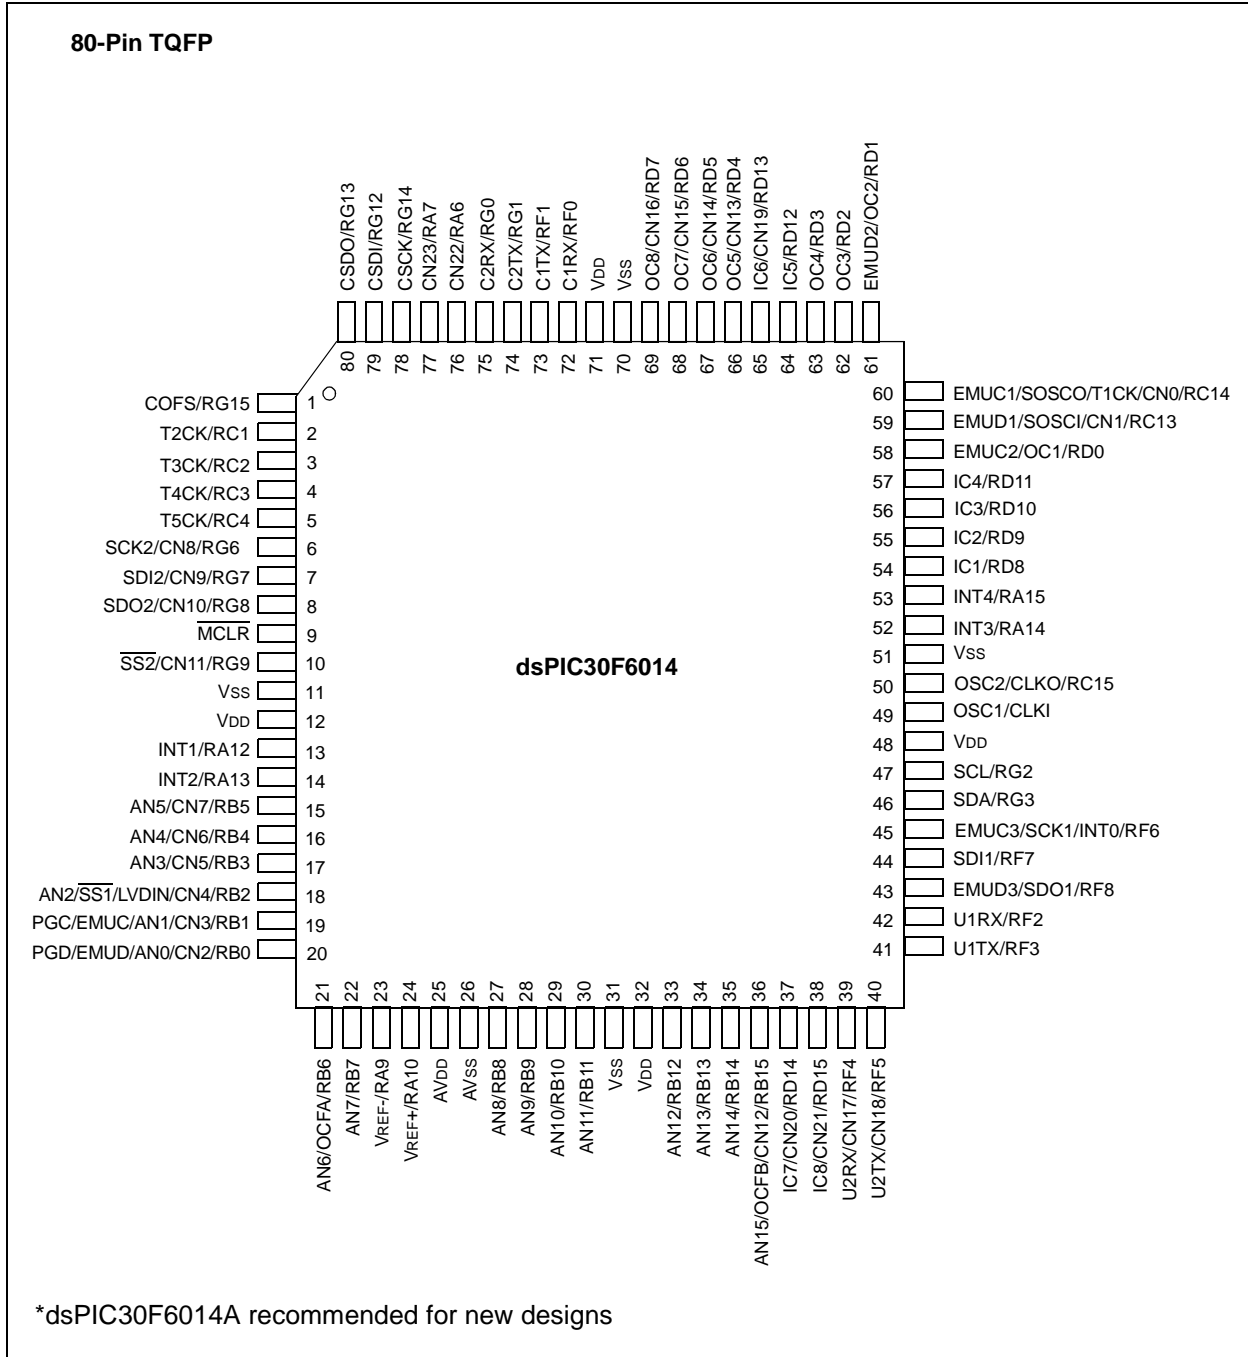 80-Pin TQFP
CSDO/RG13
CSDI/RG12
CSCK/RG14
CN23/RA7
CN22/RA6
C2RX/RG0
C2TX/RG1
C1TX/RF1
C1RX/RF0
VDD
VSS
OC8/CN16/RD7
OC7/CN15/RD6
OC6/CN14/RD5
OC5/CN13/RD4
IC6/CN19/RD13
IC5/RD12
OC4/RD3
OC3/RD2
EMUD2/OC2/RD1
80
79
78
77
76
75
74
73
72
71
70
69
68
67
66
65
64
63
62
61
COFS/RG15 1
T2CK/RC1 2
T3CK/RC2 3
T4CK/RC3 4
T5CK/RC4 5
SCK2/CN8/RG6 6
SDI2/CN9/RG7 7
SDO2/CN10/RG8 8
MCLR 9
SS2/CN11/RG9 10
VSS 11
VDD 12
INT1/RA12 13
INT2/RA13 14
AN5/CN7/RB5 15
AN4/CN6/RB4 16
AN3/CN5/RB3 17
AN2/SS1/LVDIN/CN4/RB2 18
PGC/EMUC/AN1/CN3/RB1 19
PGD/EMUD/AN0/CN2/RB0 20
dsPIC30F6014
60 EMUC1/SOSCO/T1CK/CN0/RC14
59 EMUD1/SOSCI/CN1/RC13
58 EMUC2/OC1/RD0
57 IC4/RD11
56 IC3/RD10
55 IC2/RD9
54 IC1/RD8
53 INT4/RA15
52 INT3/RA14
51 VSS
50 OSC2/CLKO/RC15
49 OSC1/CLKI
48 VDD
47 SCL/RG2
46 SDA/RG3
45 EMUC3/SCK1/INT0/RF6
44 SDI1/RF7
43 EMUD3/SDO1/RF8
42 U1RX/RF2
41 U1TX/RF3
21
22
23
24
25
26
27
28
29
30
31
32
33
34
35
36
37
38
39
40
AN6/OCFA/RB6
AN7/RB7
VREF-/RA9
VREF+/RA10
AVDD
AVSS
AN8/RB8
AN9/RB9
AN10/RB10
AN11/RB11
VSS
VDD
AN12/RB12
AN13/RB13
AN14/RB14
AN15/OCFB/CN12/RB15
IC7/CN20/RD14
IC8/CN21/RD15
U2RX/CN17/RF4
U2TX/CN18/RF5
*dsPIC30F6014A recommended for new designs